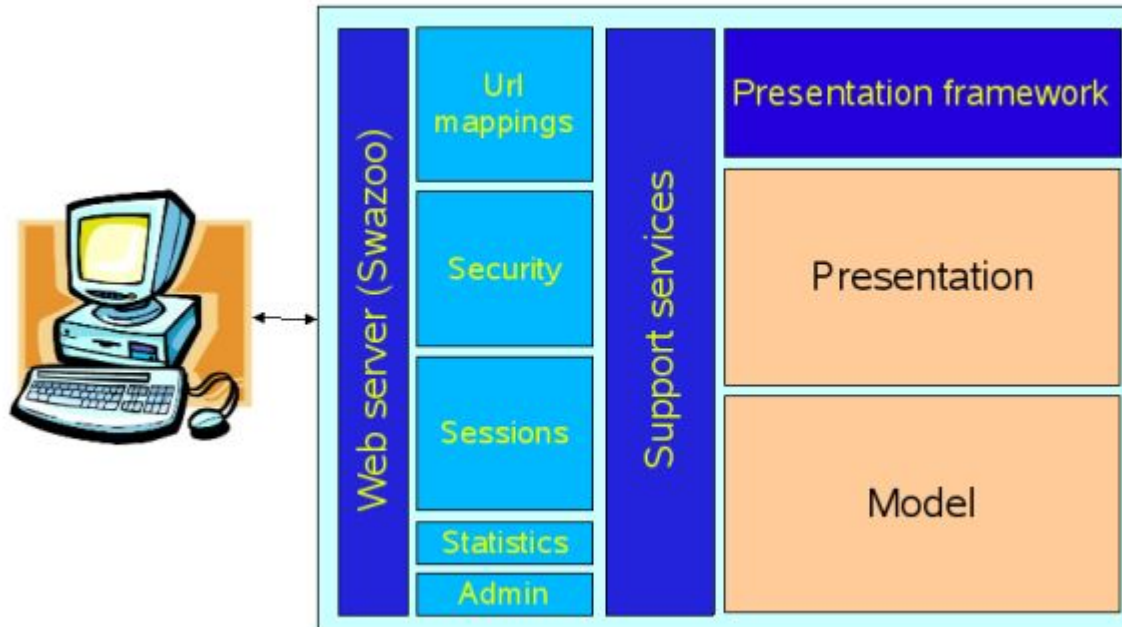 Web server (Swazoo)
Url
mappings
Security
Sessions
Statistics
Admin
Support services
Presentation framework
Presentation
Model